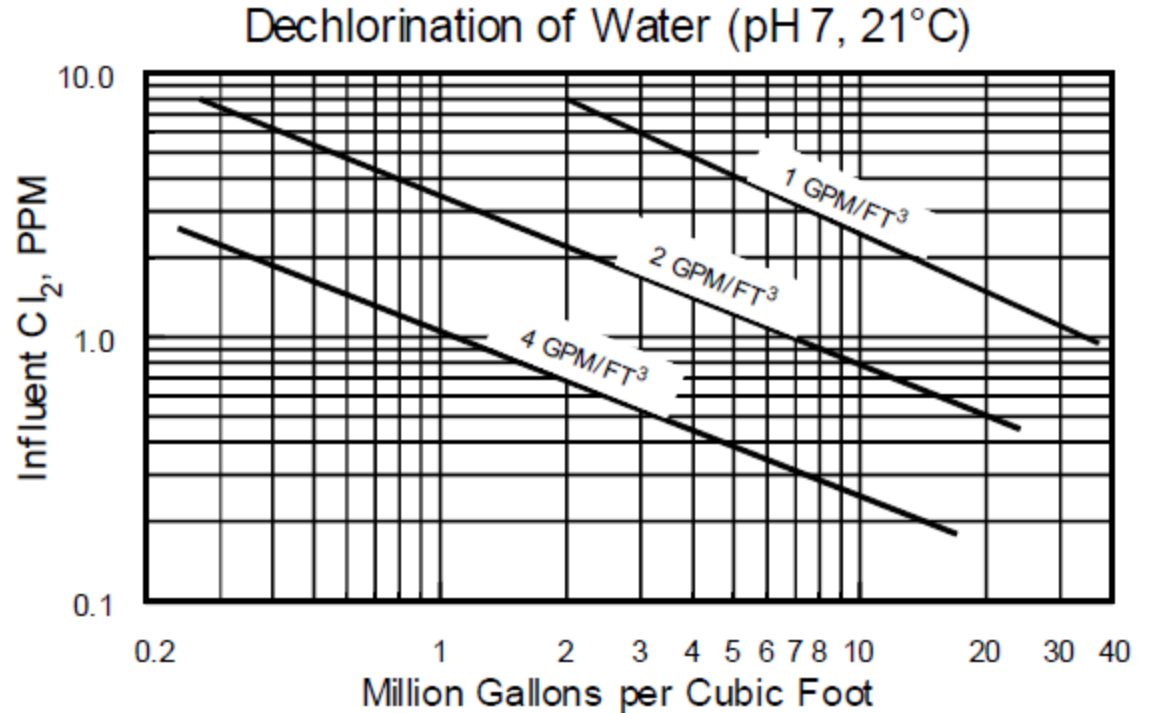 Dechlorination of Water (pH 7, 21°C)
10.0
1.0
0.1
Influent Cl2, PPM
1 GPM/FT3
2 GPM/FT3
4 GPM/FT3
0.2 1 2 3 4 5 6 7 8 10 20 30 40
Million Gallons per Cubic Foot